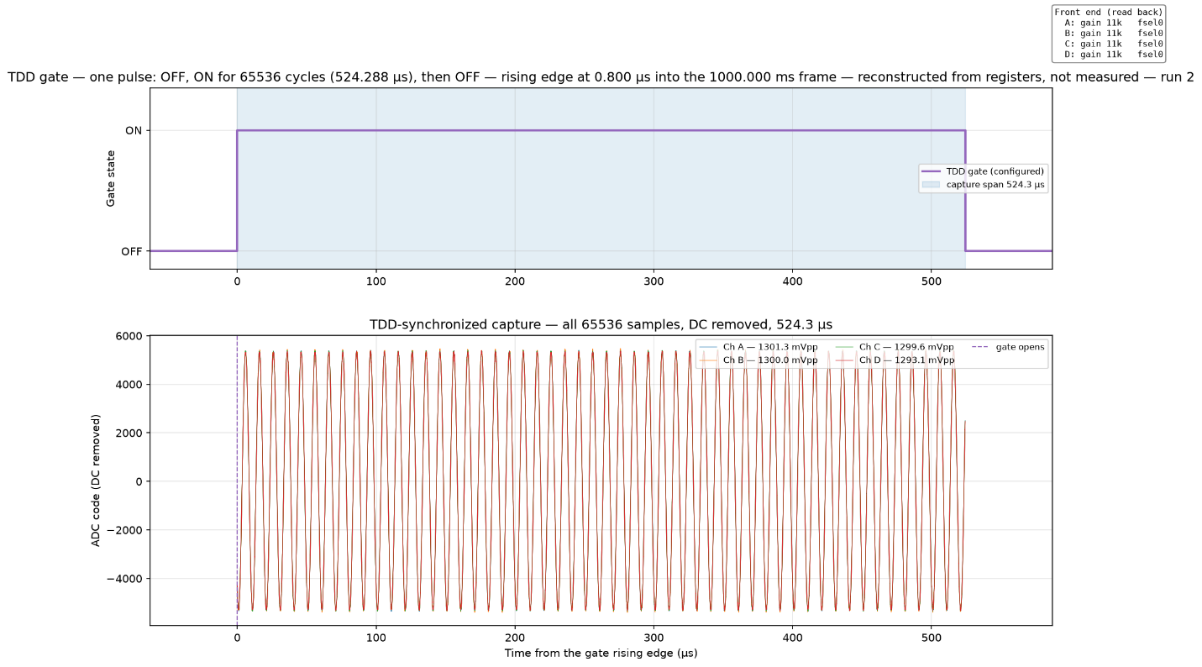 Front end (read back)
A: gain 11k fsel0
B: gain 11k fsel0
C: gain 11k fsel0
D: gain 11k fsel0
TDD gate — one pulse: OFF, ON for 65536 cycles (524.288 µs), then OFF — rising edge at 0.800 µs into the 1000.000 ms frame — reconstructed from registers, not measured — run 2
Gate state
ON
OFF
TDD gate (configured)
capture span 524.3 µs
0 100 200 300 400 500
TDD-synchronized capture — all 65536 samples, DC removed, 524.3 µs
ADC code (DC removed)
6000
4000
2000
0
−2000
−4000
Ch A — 1301.3 mVpp
Ch B — 1300.0 mVpp
Ch C — 1299.6 mVpp
Ch D — 1293.1 mVpp
gate opens
0 100 200 300 400 500
Time from the gate rising edge (µs)